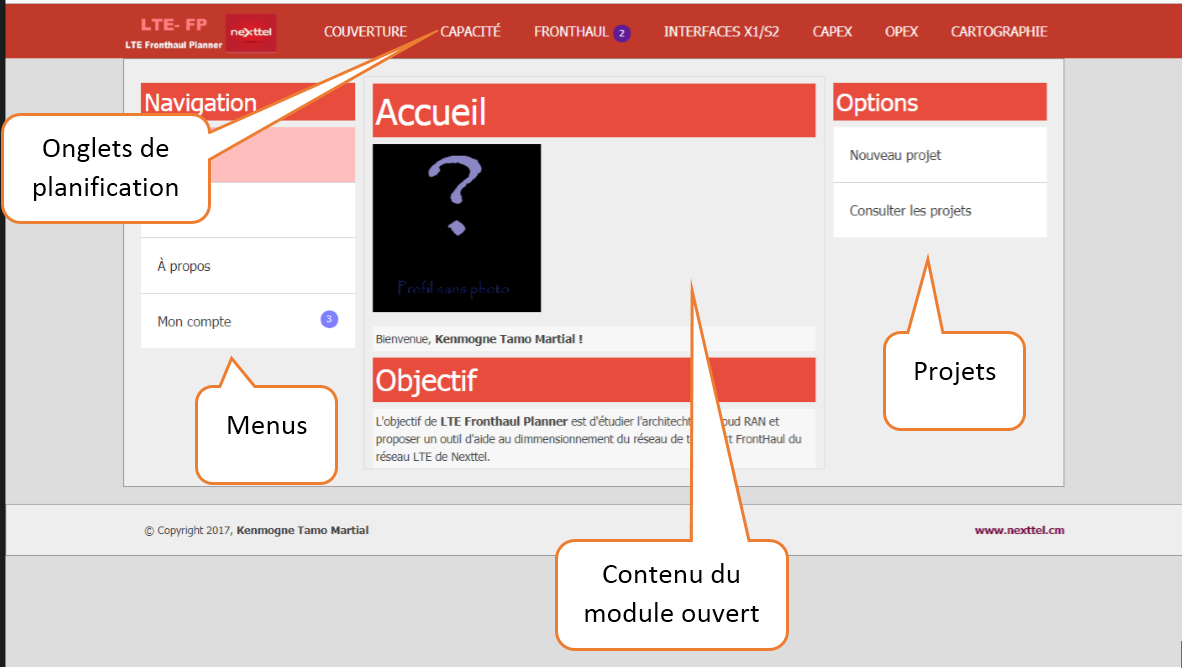 LTE- FP
LTE Fronthaul Planner
nexttel
COUVERTURE CAPACITÉ FRONTHAUL 2 INTERFACES X1/S2 CAPEX OPEX CARTOGRAPHIE
Navigation
Onglets de
planification
À propos
Mon compte 3
Menus
Accueil
Profil sans photo
Bienvenue, Kenmogne Tamo Martial !
Objectif
L'objectif de LTE Fronthaul Planner est d'étudier l'architecht oud RAN et
proposer un outil d'aide au dimmensionnement du réseau de t t FrontHaul du
réseau LTE de Nexttel.
Contenu du
module ouvert
Options
Nouveau projet
Consulter les projets
Projets
© Copyright 2017, Kenmogne Tamo Martial
www.nexttel.cm